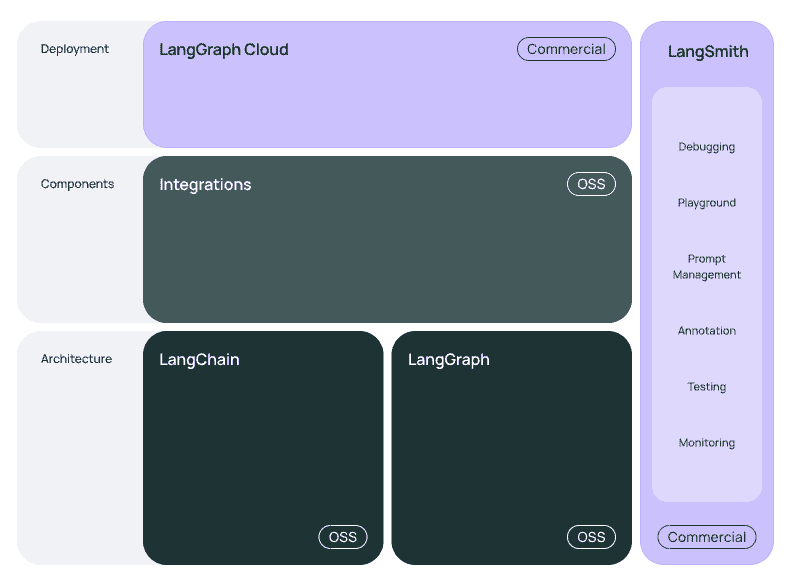 Deployment
LangGraph Cloud
Commercial
Components
Integrations
OSS
Architecture
LangChain
OSS
LangGraph
OSS
LangSmith
Debugging
Playground
Prompt
Management
Annotation
Testing
Monitoring
Commercial